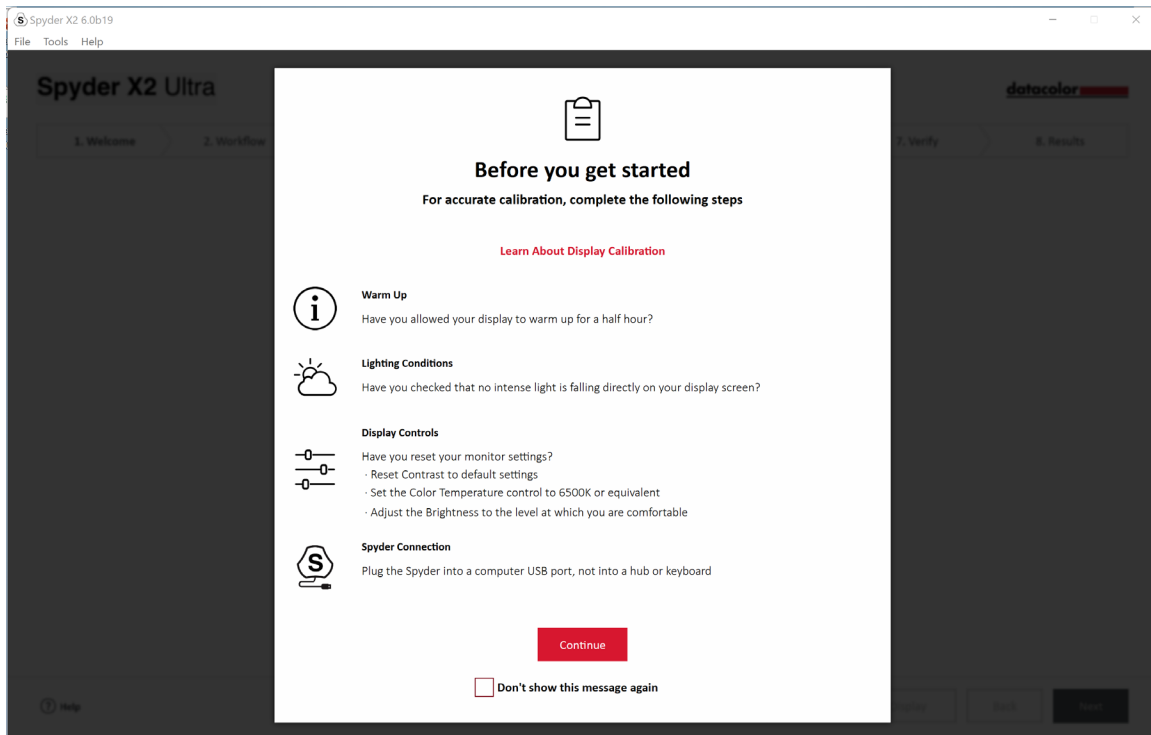 Spyder X2 6.0b19
File Tools Help
Spyder X2 Ultra
datacolor
1. Welcome 2. Workflow 7. Verify 8. Results
Before you get started
For accurate calibration, complete the following steps
Learn About Display Calibration
Warm Up
Have you allowed your display to warm up for a half hour?
Lighting Conditions
Have you checked that no intense light is falling directly on your display screen?
Display Controls
Have you reset your monitor settings?
· Reset Contrast to default settings
· Set the Color Temperature control to 6500K or equivalent
· Adjust the Brightness to the level at which you are comfortable
S
Spyder Connection
Plug the Spyder into a computer USB port, not into a hub or keyboard
Continue
Don't show this message again
? Help Back Next